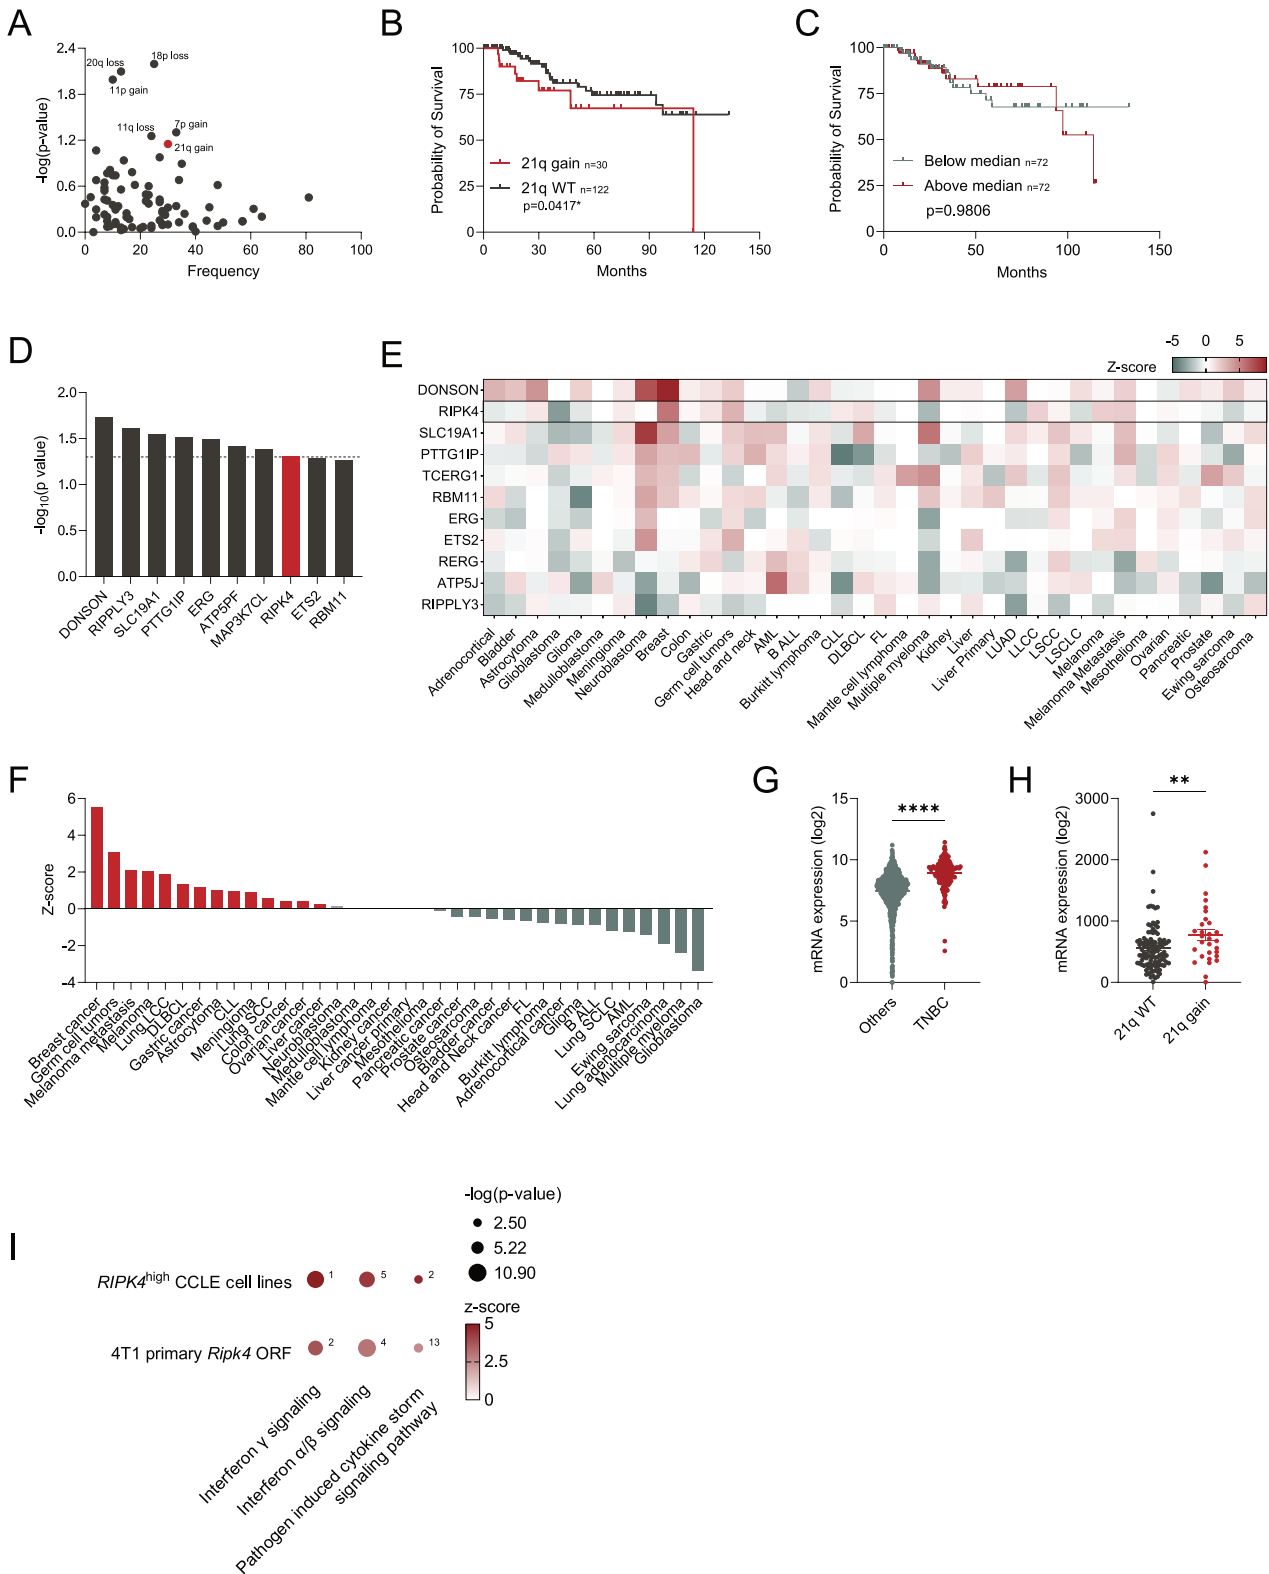 A
2.4
1.8
1.2
0.6
0.0
-log(p-value)
18p loss
20q loss
11p gain
7p gain
11q loss
21q gain
0 20 40 60 80 100
Frequency
B
100
75
50
25
0
Probability of Survival
21q gain n=30
21q WT n=122
p=0.0417*
0 30 60 90 120 150
Months
C
100
75
50
25
0
Probability of Survival
Below median n=72
Above median n=72
p=0.9806
0 50 100 150
Months
D
2.0
1.5
1.0
0.5
0.0
-log10(p value)
DONSON
RIPPLY3
SLC19A1
PTTG1IP
ERG
ATP5PF
MAP3K7CL
RIPK4
ETS2
RBM11
E
-5 0 5
Z-score
DONSON
RIPK4
SLC19A1
PTTG1IP
TCERG1
RBM11
ERG
ETS2
RERG
ATP5J
RIPPLY3
Adrenocortical
Bladder
Astrocytoma
Glioblastoma
Glioma
Medulloblastoma
Meningioma
Neuroblastoma
Breast
Colon
Gastric
Germ cell tumors
Head and neck
AML
B ALL
Burkitt lymphoma
CLL
DLBCL
FL
Mantle cell lymphoma
Multiple myeloma
Kidney
Liver
Liver Primary
LUAD
LLCC
LSCC
LSCLC
Melanoma
Melanoma Metastasis
Mesothelioma
Ovarian
Pancreatic
Prostate
Ewing sarcoma
Osteosarcoma
F
6
4
2
0
-2
-4
Z-score
Breast cancer
Germ cell tumors
Melanoma metastasis
Melanoma
Lung LCC
DLBCL
Gastric cancer
Astrocytoma
CLL
Meningioma
Lung SCC
Colon cancer
Ovarian cancer
Liver cancer
Neuroblastoma
Medulloblastoma
Mantle cell lymphoma
Kidney cancer
Liver cancer primary
Mesothelioma
Pancreatic cancer
Prostate cancer
Osteosarcoma
Bladder cancer
Head and Neck cancer
FL
Burkitt lymphoma
Adrenocortical cancer
Glioma
B ALL
Lung SCLC
AML
Ewing sarcoma
Lung adenocarcinoma
Multiple myeloma
Glioblastoma
G
15
10
5
0
mRNA expression (log2)
****
Others
TNBC
H
3000
2000
1000
0
mRNA expression (log2)
**
21q WT
21q gain
I
-log(p-value)
2.50
5.22
10.90
z-score
5
2.5
0
RIPK4high CCLE cell lines
1 5 2
4T1 primary Ripk4 ORF
2 4 13
Interferon γ signaling
Interferon α/β signaling
Pathogen induced cytokine storm
signaling pathway